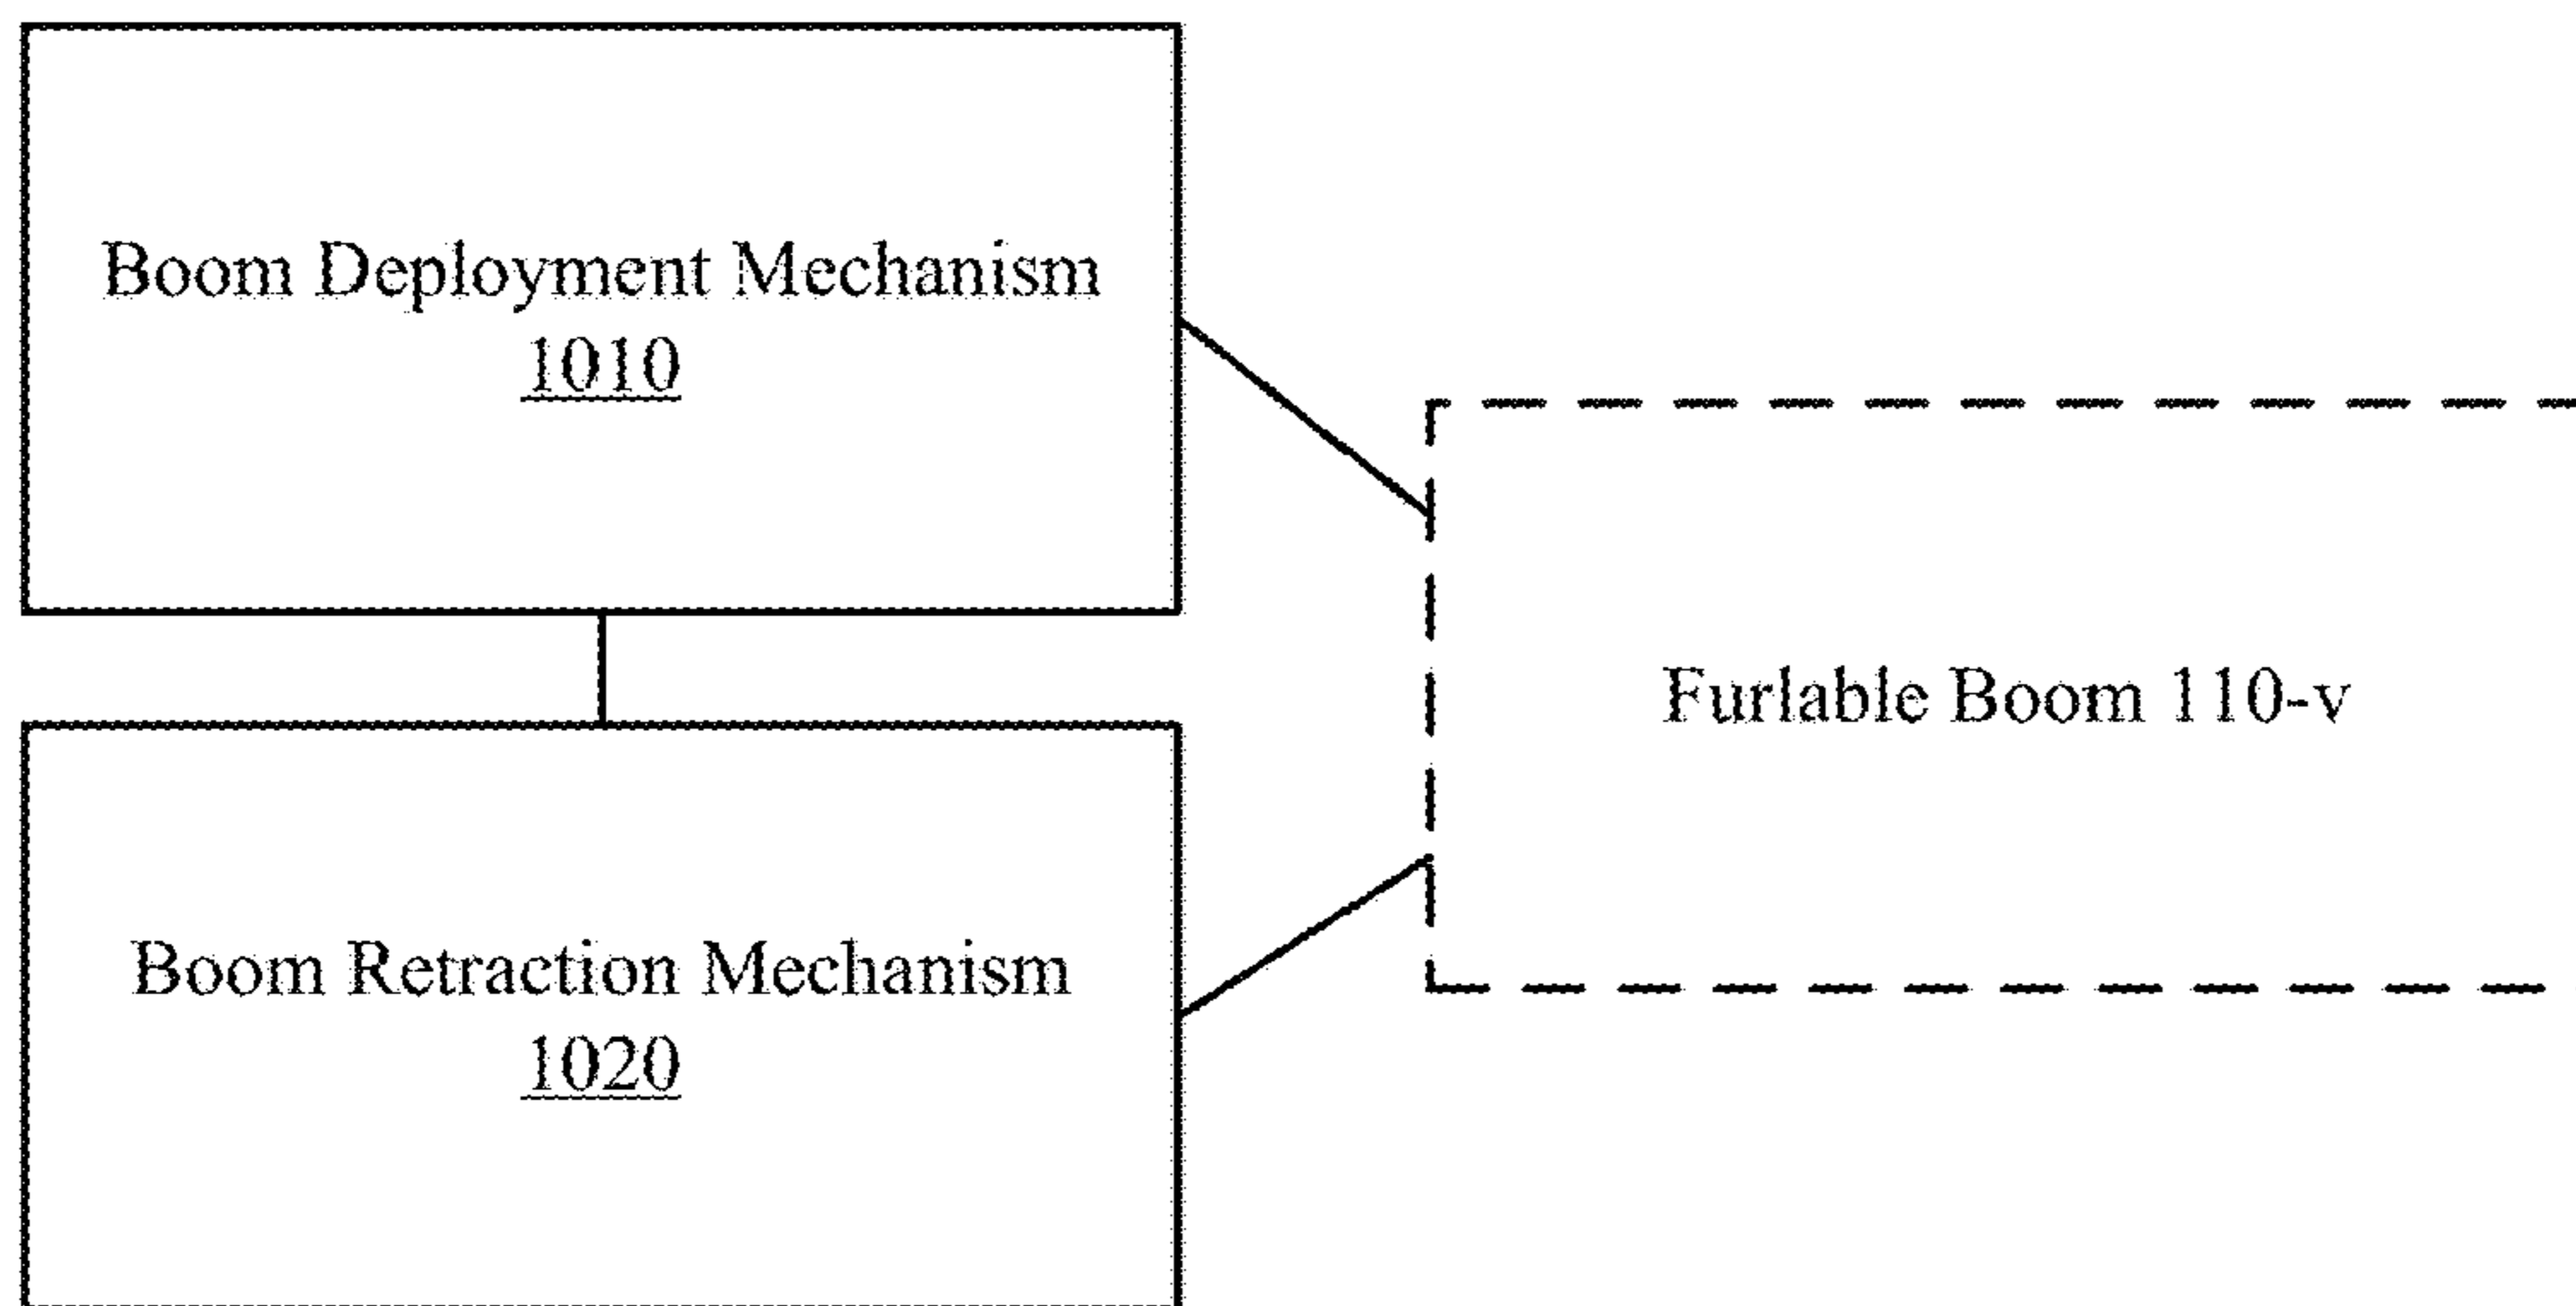 Boom Deployment Mechanism
1010
Furlable Boom 110-v
Boom Retraction Mechanism
1020